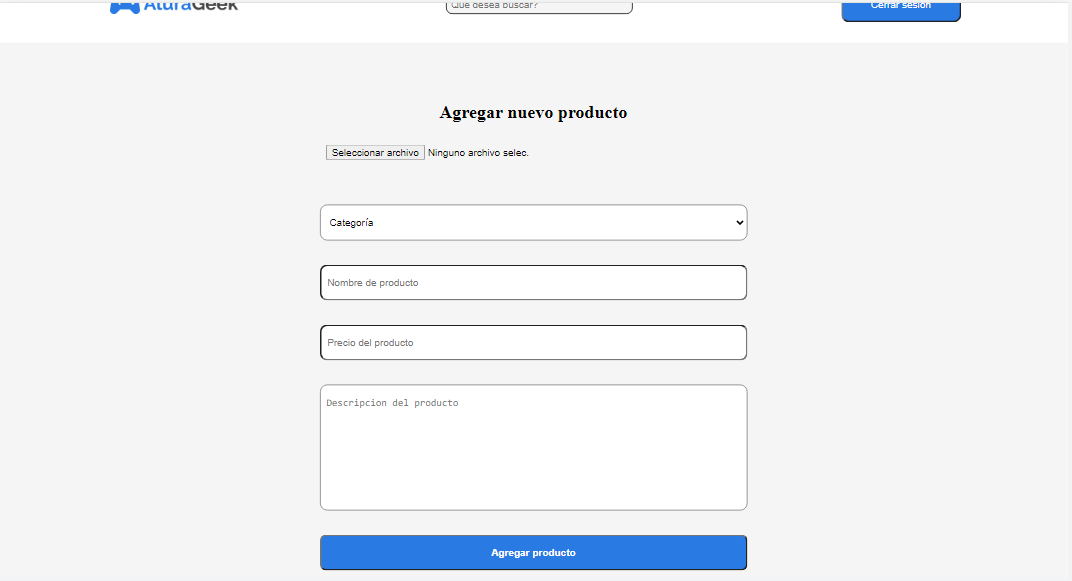 AluraGeek
Que desea buscar?
Cerrar sesión
Agregar nuevo producto
Seleccionar archivo Ninguno archivo selec.
Categoría
Nombre de producto
Precio del producto
Descripcion del producto
Agregar producto